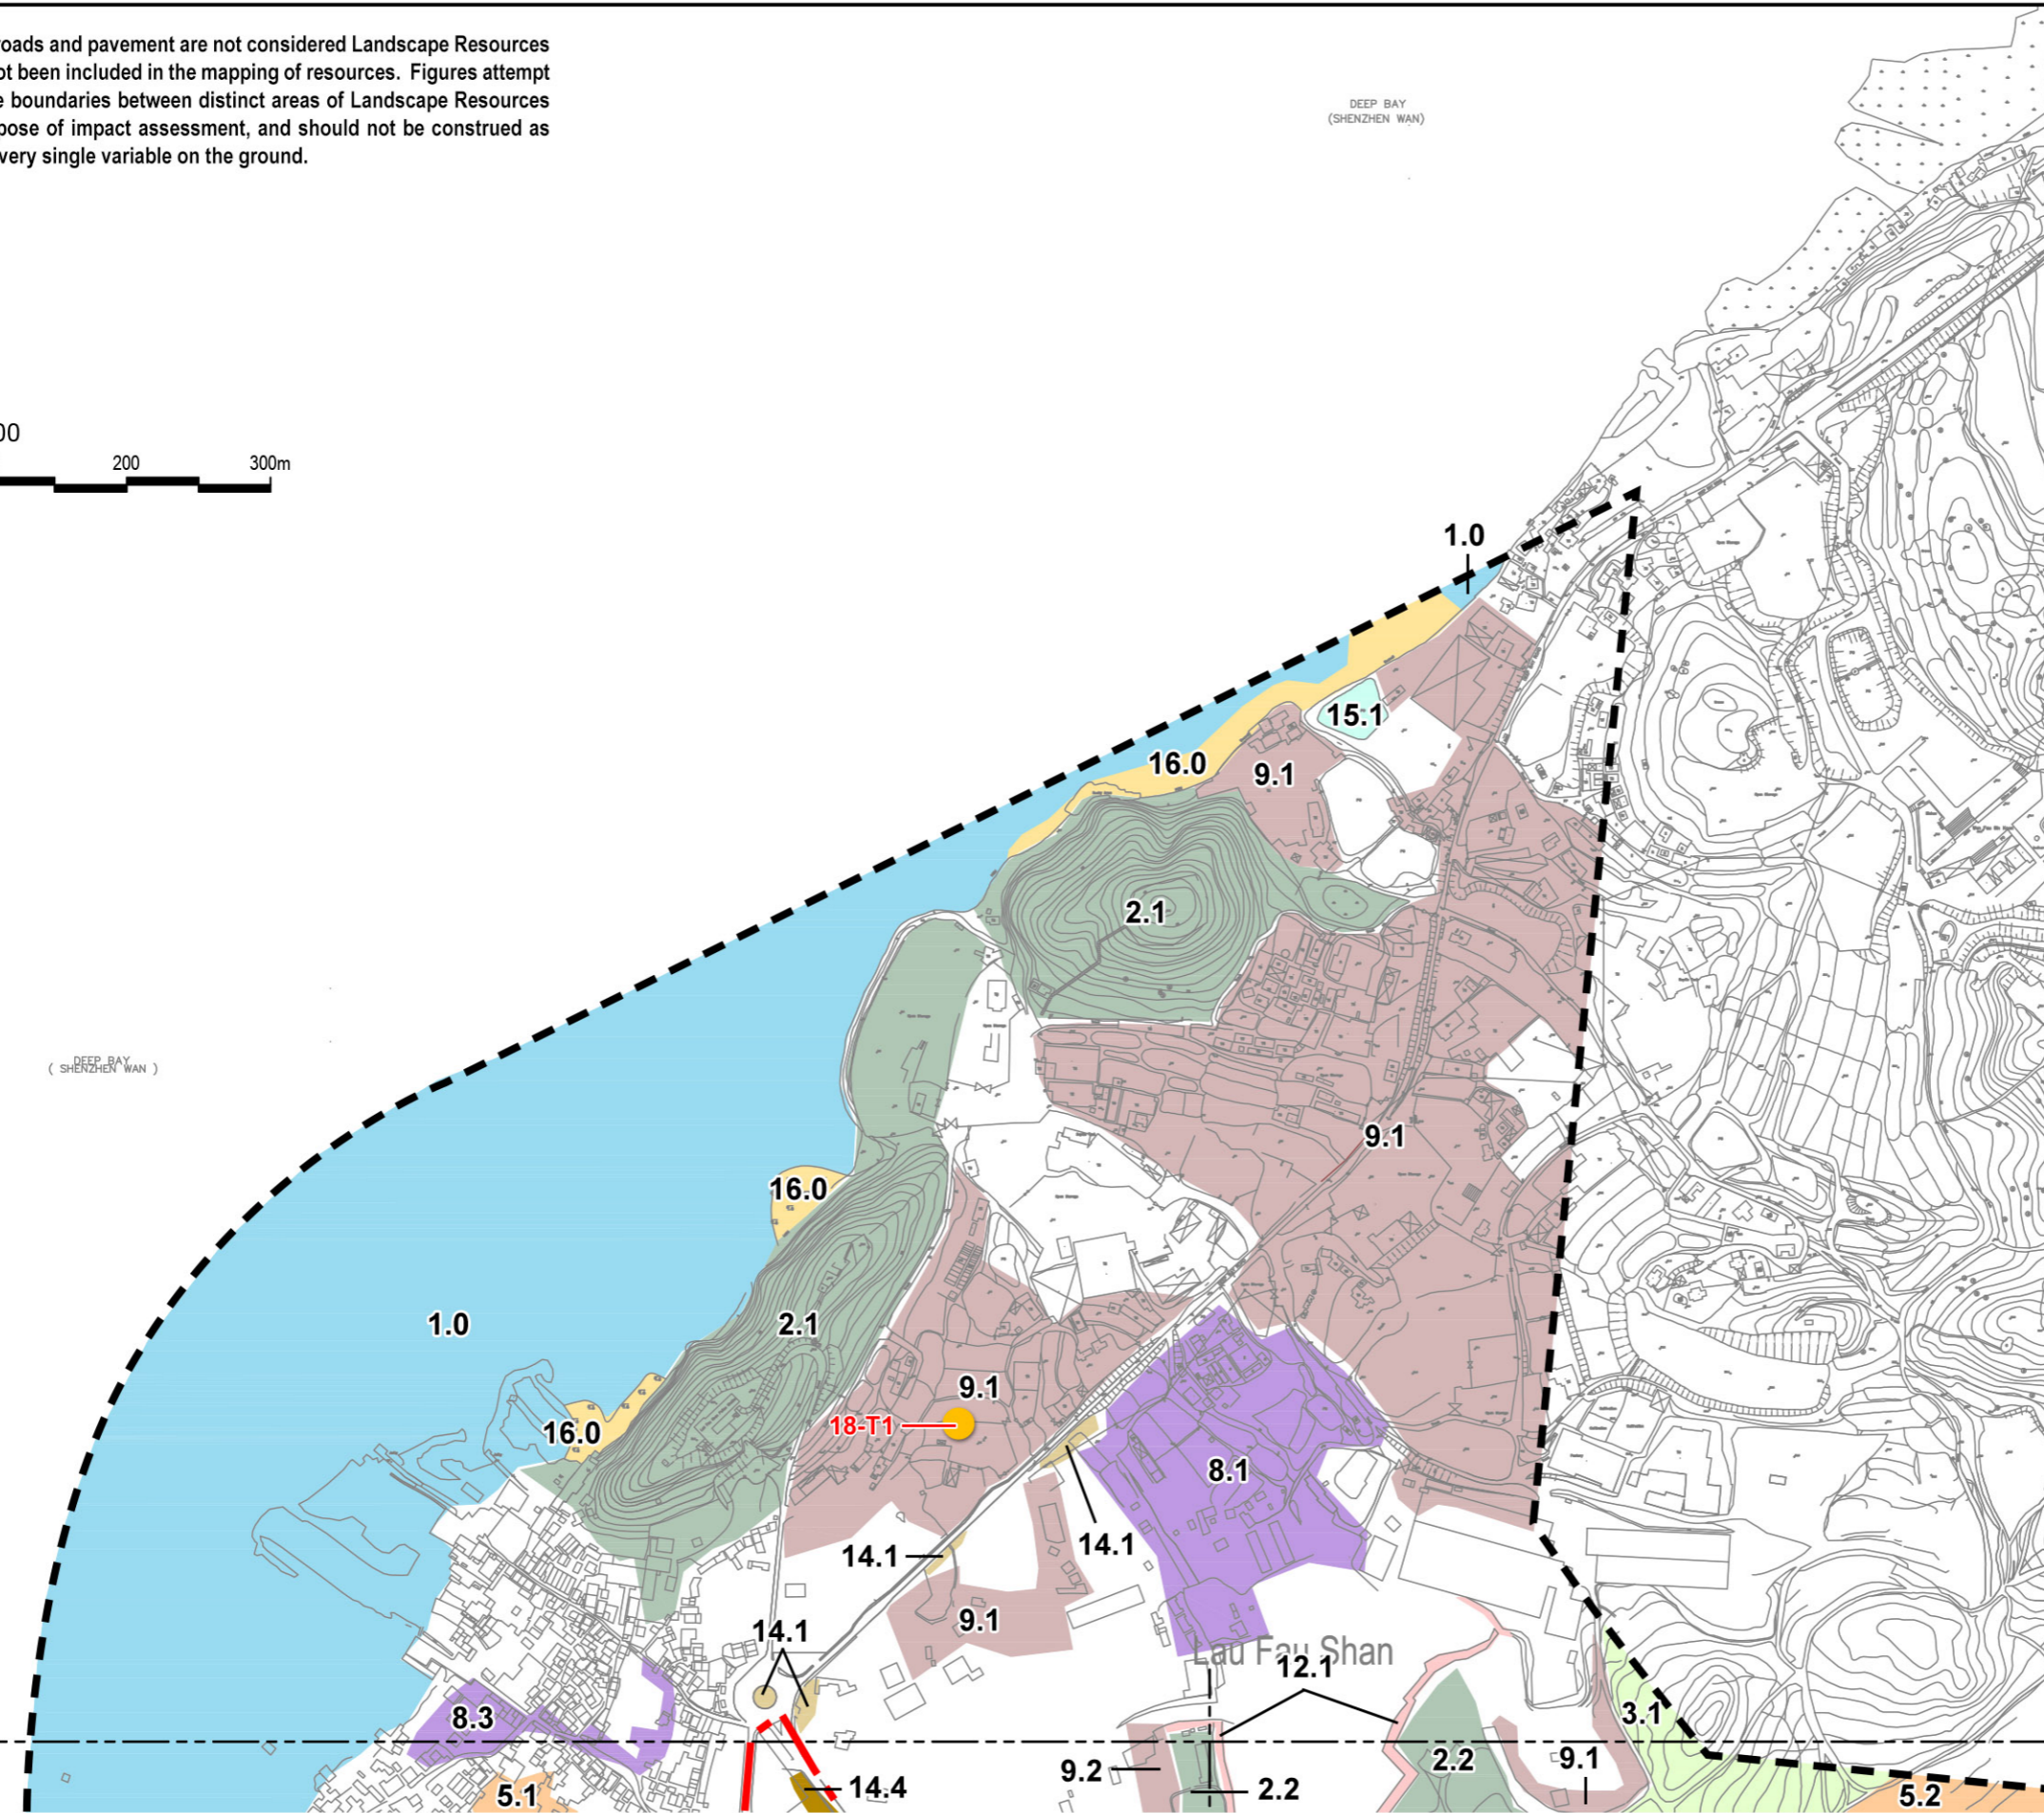 roads and pavement are not considered Landscape Resources
ot been included in the mapping of resources. Figures attempt
e boundaries between distinct areas of Landscape Resources
pose of impact assessment, and should not be construed as
very single variable on the ground.
DEEP BAY
(SHENZHEN WAN)
00
200 300m
1.0
15.1
16.0
9.1
2.1
DEEP BAY
( SHENZHEN WAN )
9.1
16.0
1.0
2.1
9.1
18-T1
16.0
8.1
14.1
14.1
9.1
14.1
Lau Fau Shan
12.1
8.3
3.1
9.2
2.2
9.1
5.1
14.4
2.2
5.2